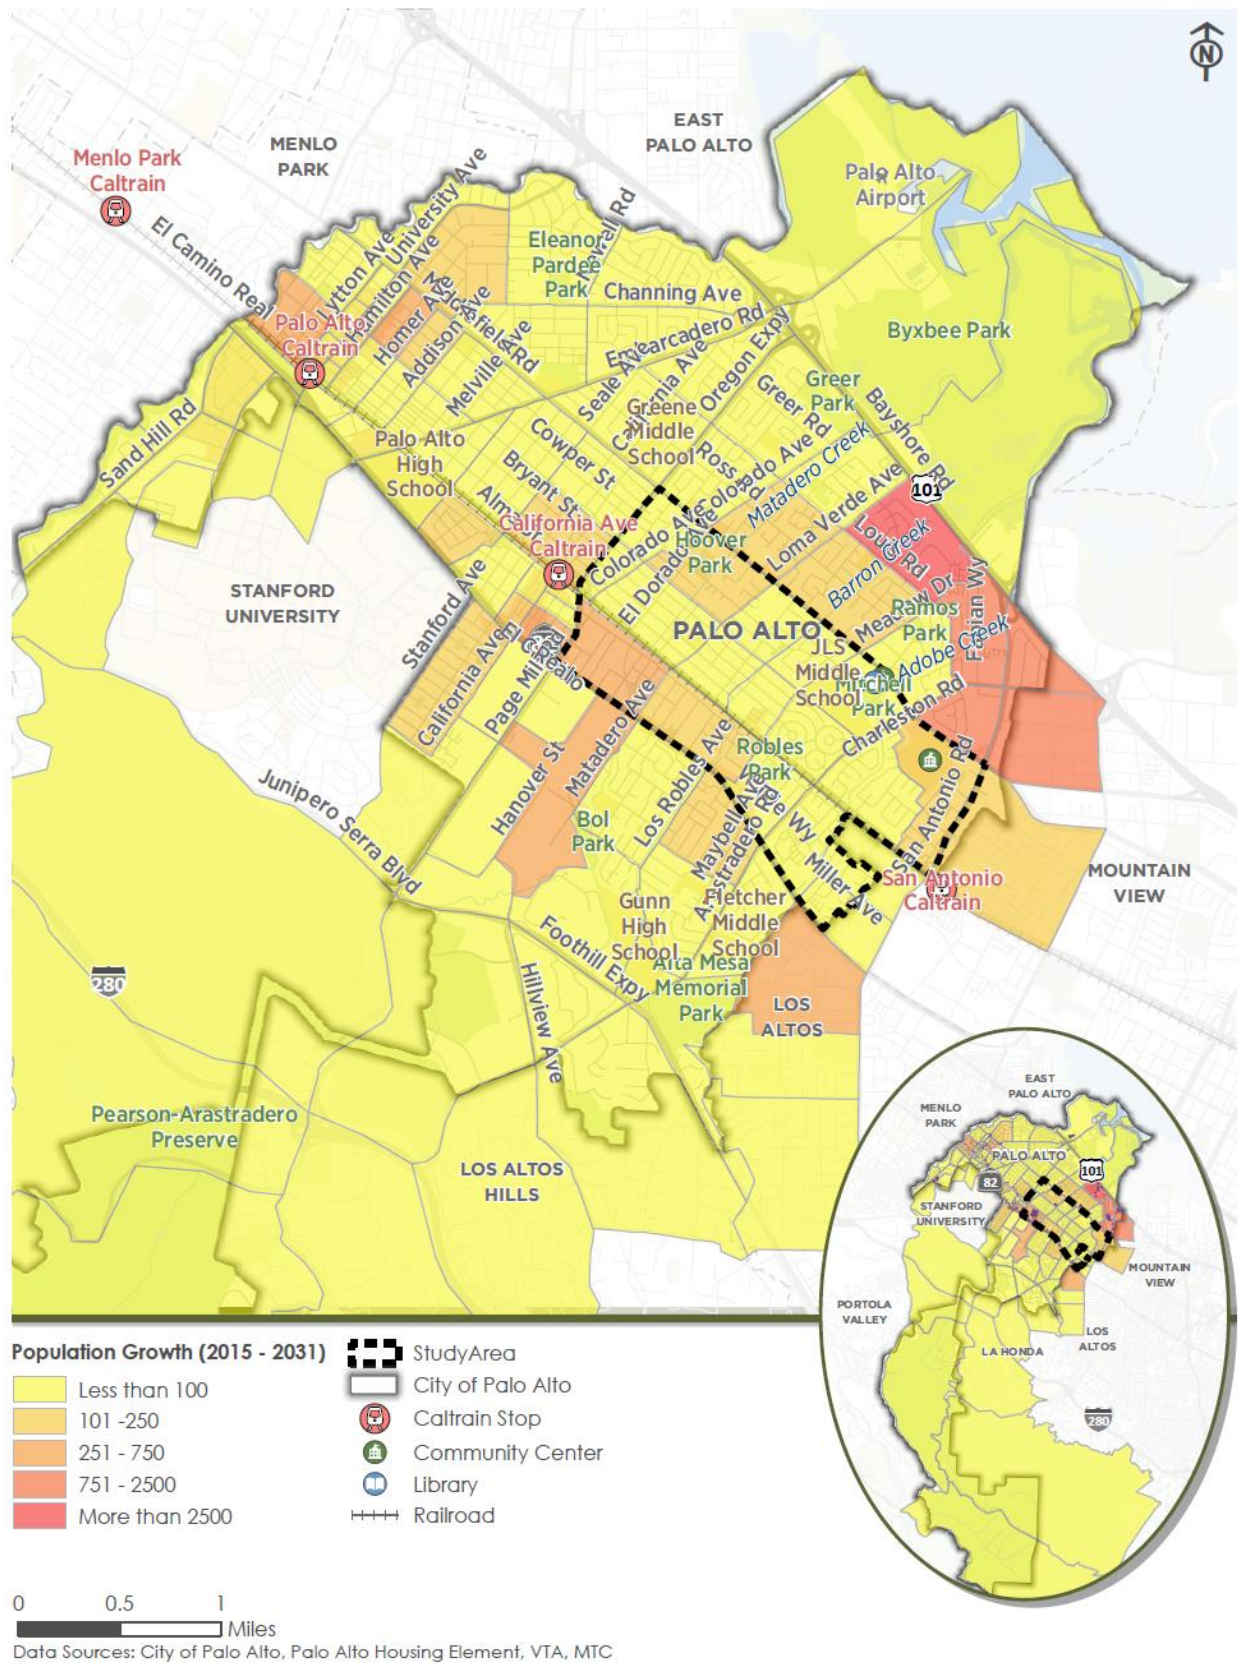 N
EAST
PALO ALTO
MENLO
PARK
Menlo Park
Caltrain
Palo Alto
Airport
University Ave
Lytton Ave
Hamilton Ave
Newell Rd
Eleanor
Pardee
Park
El Camino Real
Channing Ave
Byxbee Park
Palo Alto
Caltrain
Homer Ave
Addison Ave
Middlefield Rd
Melville Ave
Embarcadero Rd
Seale Ave
California Ave
Oregon Expy
Greer Rd
Greer
Park
Bayshore Rd
Sand Hill Rd
Greene
Middle
School
Palo Alto
High
School
Cowper St
Bryant St
Ross Rd
Colorado Ave
Matadero Creek
101
Loma Verde Ave
California Ave
Caltrain
Colorado Ave
El Dorado Ave
Hoover
Park
Louis Rd
Barron Creek
STANFORD
UNIVERSITY
Stanford Ave
PALO ALTO
Meadow Dr
Ramos
Park
Fabian Wy
Adobe Creek
JLS
Middle
School
Mitchell
Park
California Ave
Page Mill Rd
Charleston Rd
Matadero Ave
Hanover St
Los Robles Ave
Robles
Park
San Antonio Rd
Junipero Serra Blvd
Bol
Park
Maybell Ave
Arastradero Rd
Miller Ave
San Antonio
Caltrain
MOUNTAIN
VIEW
Gunn
High
School
Fletcher
Middle
School
Foothill Expy
Alta Mesa
Memorial
Park
280
Hillview Ave
LOS
ALTOS
Pearson-Arastradero
Preserve
LOS ALTOS
HILLS
EAST
PALO ALTO
MENLO
PARK
PALO ALTO
101
82
STANFORD
UNIVERSITY
MOUNTAIN
VIEW
PORTOLA
VALLEY
LOS
ALTOS
LA HONDA
280
Population Growth (2015 - 2031)
Less than 100
101 -250
251 - 750
751 - 2500
More than 2500
StudyArea
City of Palo Alto
Caltrain Stop
Community Center
Library
Railroad
0 0.5 1
Miles
Data Sources: City of Palo Alto, Palo Alto Housing Element, VTA, MTC